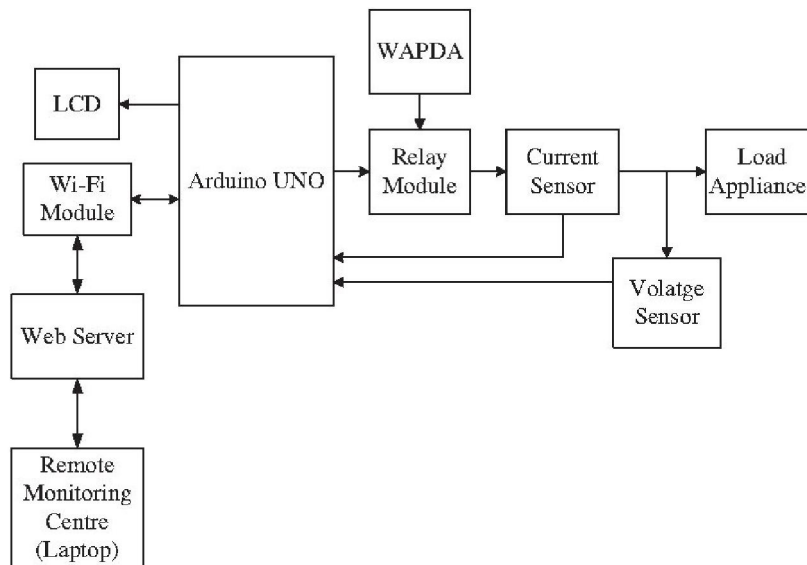 WAPDA
LCD
Arduino UNO
Relay
Module
Current
Sensor
Load
Appliance
Wi-Fi
Module
Volatge
Sensor
Web Server
Remote
Monitoring
Centre
(Laptop)